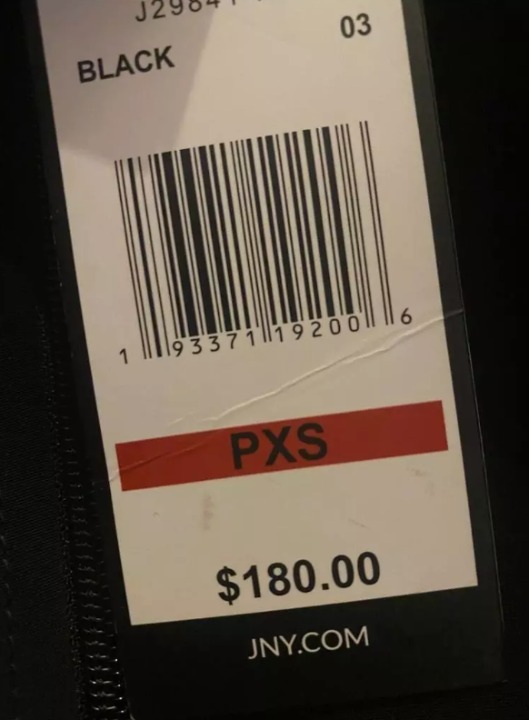 03
BLACK
1 93371 19200 6
PXS
$180.00
JNY.COM